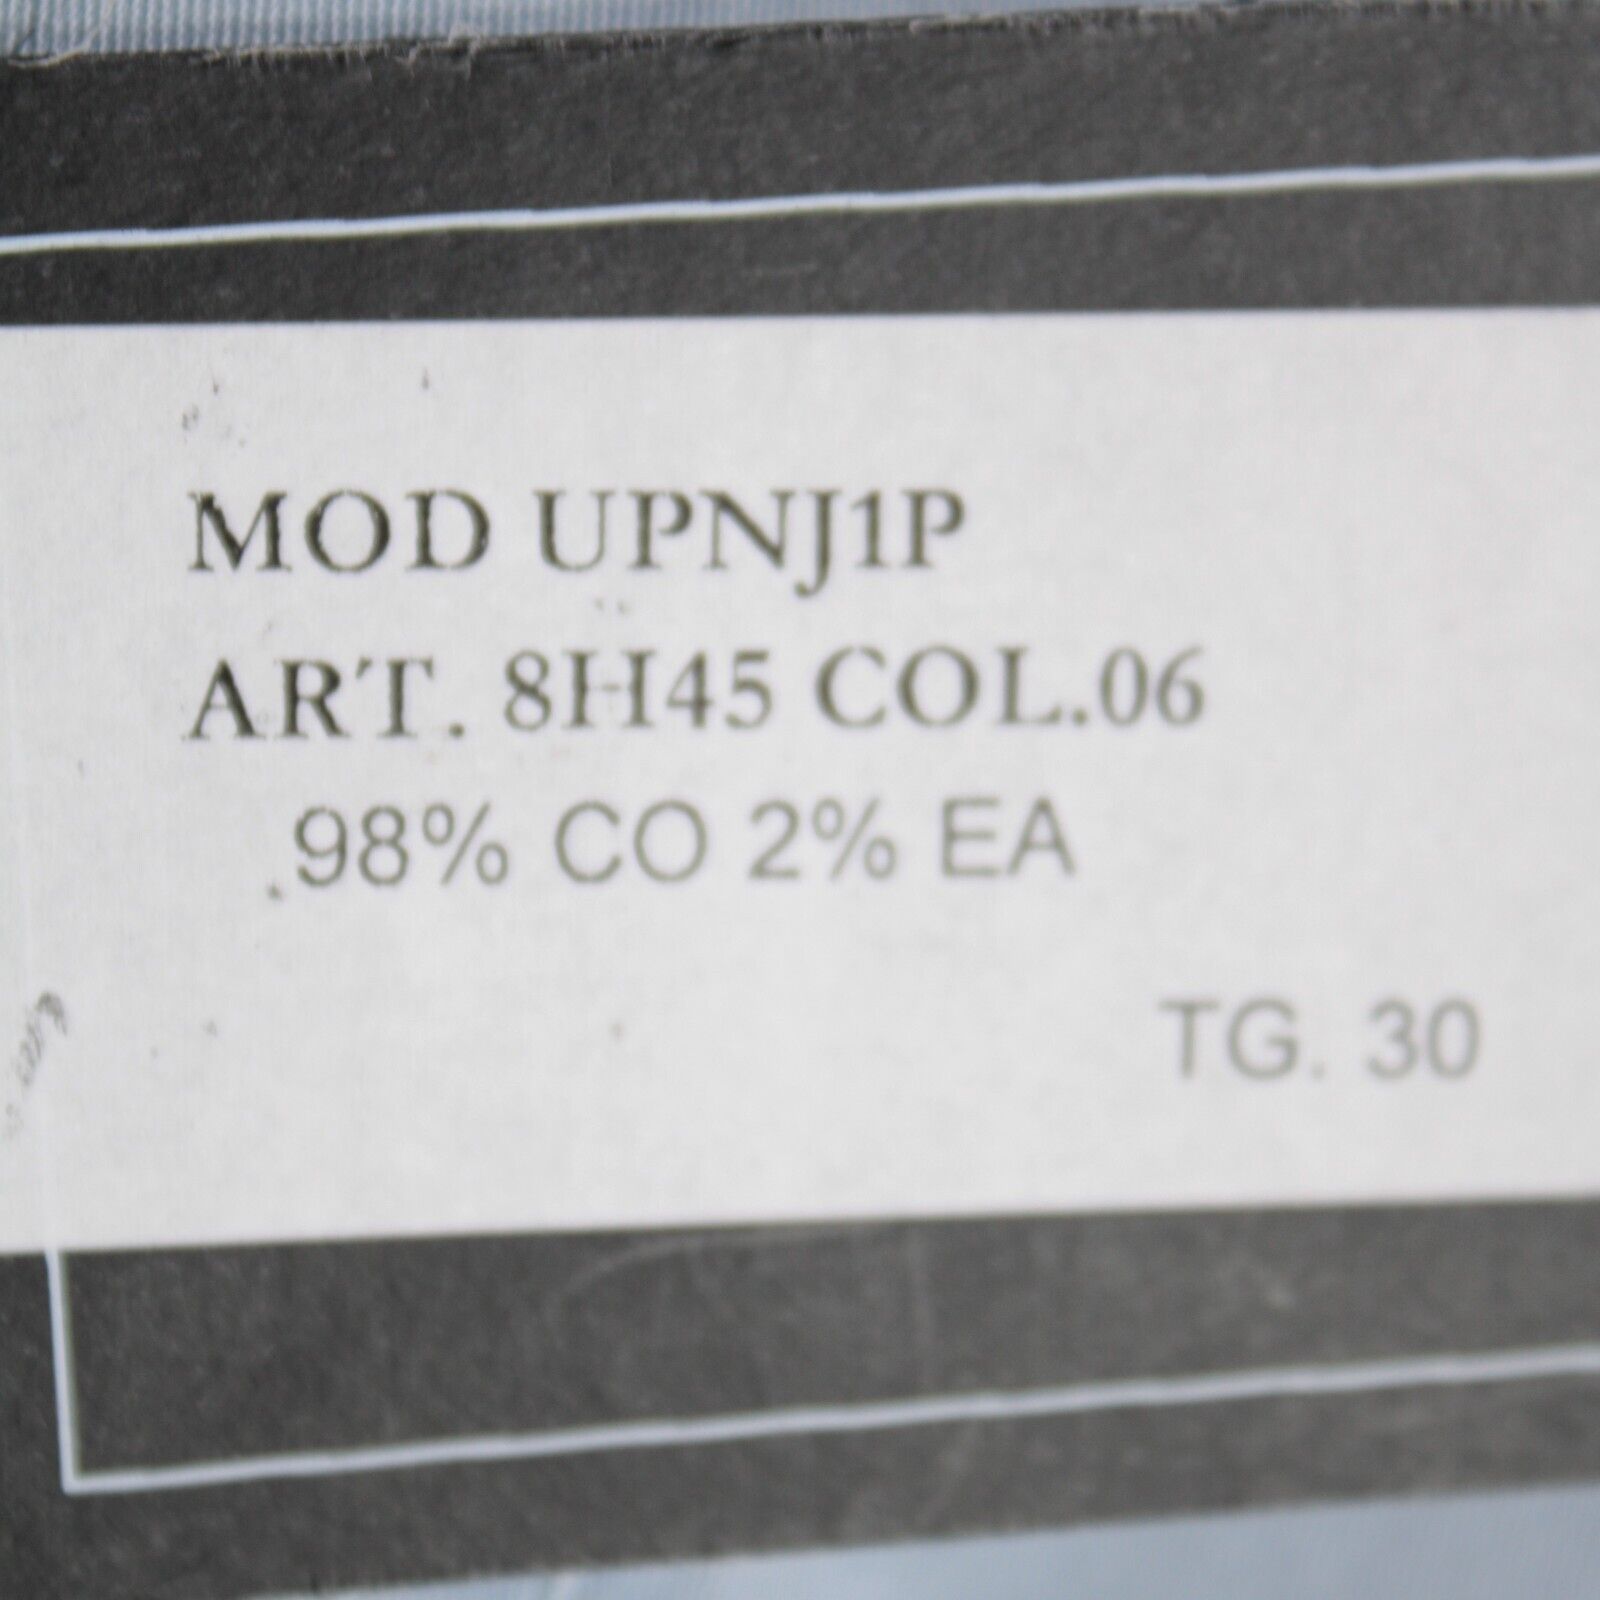 MOD UPNJ1P
ART. 8H45 COL.06
98% CO 2% EA
TG. 30